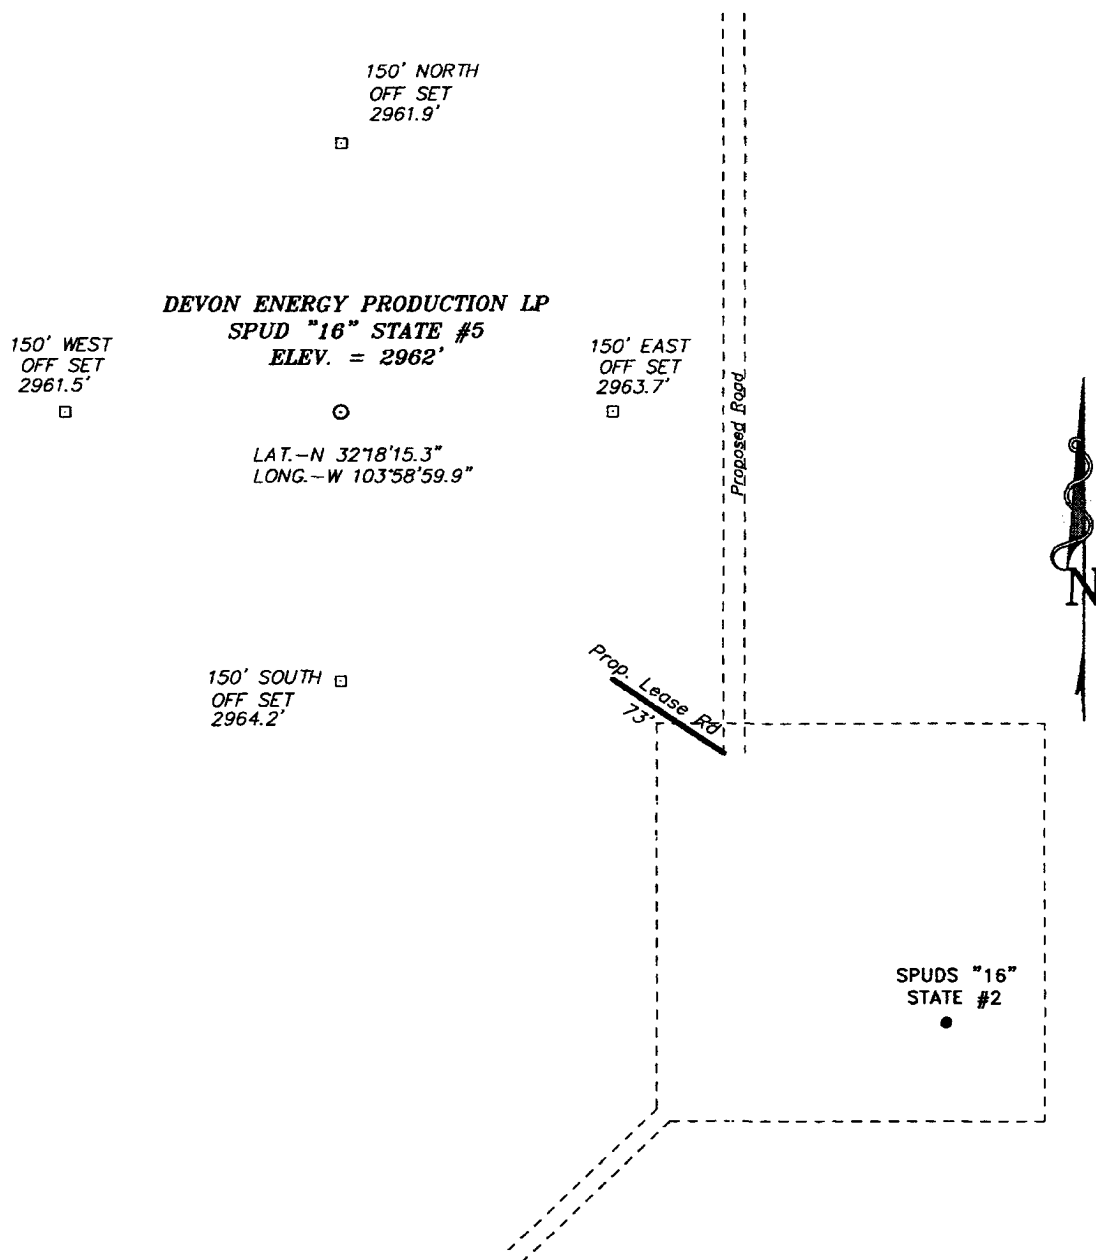 150' NORTH
OFF SET
2961.9'
DEVON ENERGY PRODUCTION LP
SPUD "16" STATE #5
ELEV. = 2962'
150' WEST
OFF SET
2961.5'
150' EAST
OFF SET
2963.7'
LAT.-N 32°18'15.3"
LONG.-W 103°58'59.9"
Proposed Road
N
150' SOUTH
OFF SET
2964.2'
Prop. Lease Rd
73'
SPUDS "16"
STATE #2